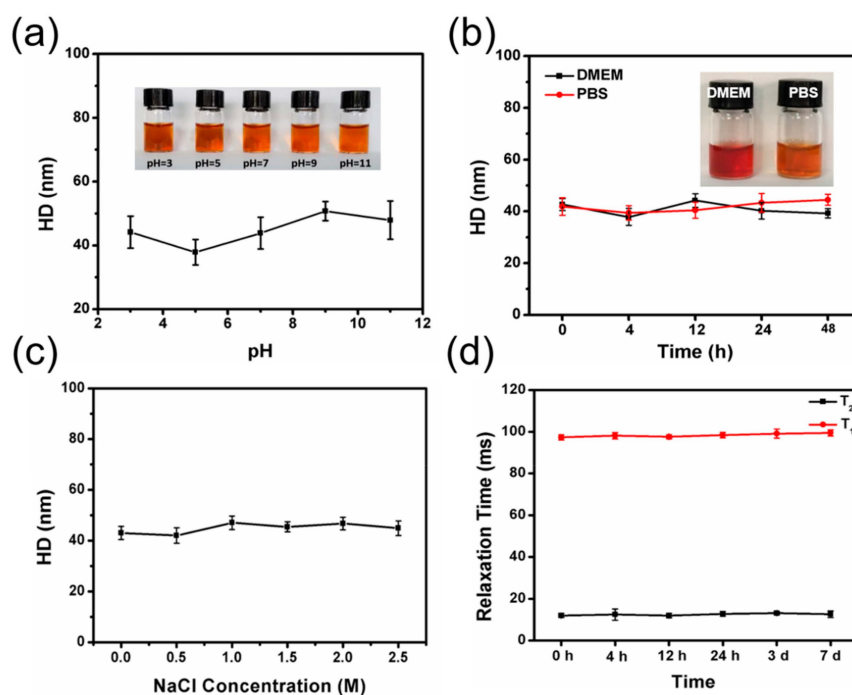 (a)
100
80
60
40
20
HD (nm)
pH=3 pH=5 pH=7 pH=9 pH=11
2 4 6 8 10 12
pH
(b)
100
80
60
40
20
0
HD (nm)
DMEM
PBS
DMEM PBS
0 4 12 24 48
Time (h)
(c)
100
80
60
40
20
0
HD (nm)
0.0 0.5 1.0 1.5 2.0 2.5
NaCl Concentration (M)
(d)
120
100
80
60
40
20
0
Relaxation Time (ms)
T2
T1
0 h 4 h 12 h 24 h 3 d 7 d
Time